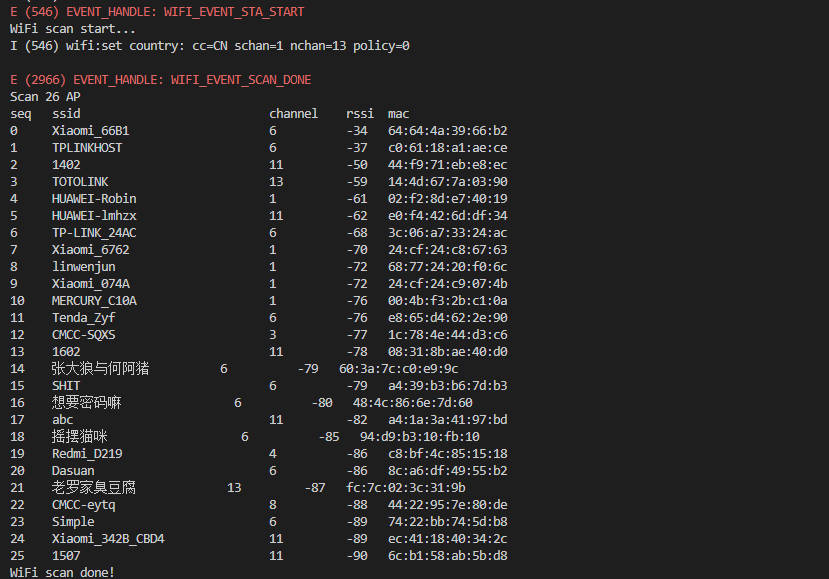 E (546) EVENT_HANDLE: WIFI_EVENT_STA_START
WiFi scan start...
I (546) wifi:set country: cc=CN schan=1 nchan=13 policy=0
E (2966) EVENT_HANDLE: WIFI_EVENT_SCAN_DONE
Scan 26 AP
seq ssid channel rssi mac
0 Xiaomi_66B1 6 -34 64:64:4a:39:66:b2
1 TPLINKHOST 6 -37 c0:61:18:a1:ae:ce
2 1402 11 -50 44:f9:71:eb:e8:ec
3 TOTOLINK 13 -59 14:4d:67:7a:03:90
4 HUAWEI-Robin 1 -61 02:f2:8d:e7:40:19
5 HUAWEI-lmhzx 11 -62 e0:f4:42:6d:df:34
6 TP-LINK_24AC 6 -68 3c:06:a7:33:24:ac
7 Xiaomi_6762 1 -70 24:cf:24:c8:67:63
8 linwenjun 1 -72 68:77:24:20:f0:6c
9 Xiaomi_074A 1 -72 24:cf:24:c9:07:4b
10 MERCURY_C10A 1 -76 00:4b:f3:2b:c1:0a
11 Tenda_Zyf 6 -76 e8:65:d4:62:2e:90
12 CMCC-SQXS 3 -77 1c:78:4e:44:d3:c6
13 1602 11 -78 08:31:8b:ae:40:d0
14 张大狼与何阿猪 6 -79 60:3a:7c:c0:e9:9c
15 SHIT 6 -79 a4:39:b3:b6:7d:b3
16 想要密码嘛 6 -80 48:4c:86:6e:7d:60
17 abc 11 -82 a4:1a:3a:41:97:bd
18 摇摆猫咪 6 -85 94:d9:b3:10:fb:10
19 Redmi_D219 4 -86 c8:bf:4c:85:15:18
20 Dasuan 6 -86 8c:a6:df:49:55:b2
21 老罗家臭豆腐 13 -87 fc:7c:02:3c:31:9b
22 CMCC-eytq 8 -88 44:22:95:7e:80:de
23 Simple 6 -89 74:22:bb:74:5d:b8
24 Xiaomi_342B_CBD4 11 -89 ec:41:18:40:34:2c
25 1507 11 -90 6c:b1:58:ab:5b:d8
WiFi scan done!